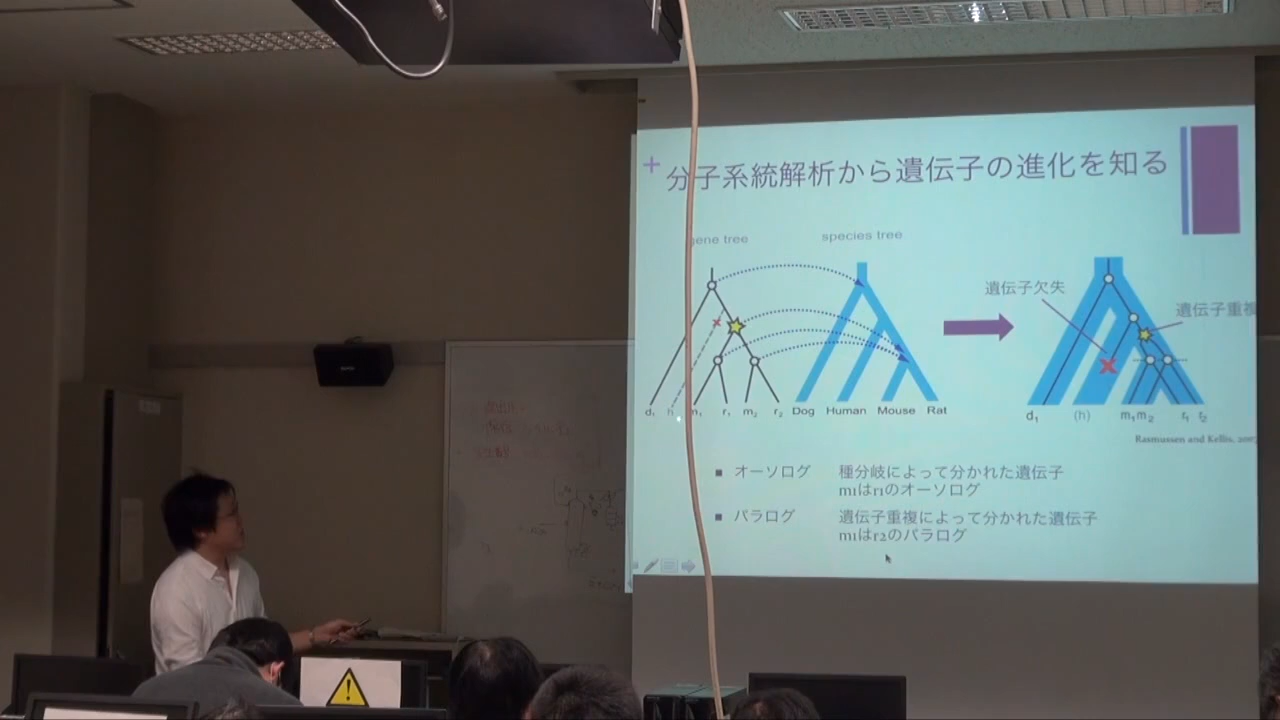 + 分子系統解析から遺伝子の進化を知る
gene tree
species tree
遺伝子欠失
遺伝子重複
d₁ h m₁ r₁ m₂ r₂
Dog Human Mouse Rat
d₁ (h) m₁ m₂ r₁ r₂
Rasmussen and Kellis,
■ オーソログ 種分岐によって分かれた遺伝子
m1はr1のオーソログ
■ パラログ 遺伝子重複によって分かれた遺伝子
m1はr2のパラログ